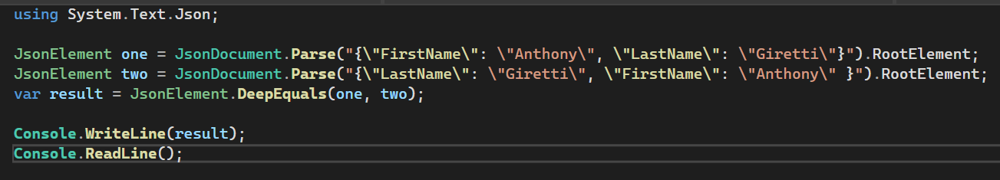 using System.Text.Json;
JsonElement one = JsonDocument.Parse("{\"FirstName\": \"Anthony\", \"LastName\": \"Giretti\"}").RootElement;
JsonElement two = JsonDocument.Parse("{\"LastName\": \"Giretti\", \"FirstName\": \"Anthony\" }").RootElement;
var result = JsonElement.DeepEquals(one, two);
Console.WriteLine(result);
Console.ReadLine();